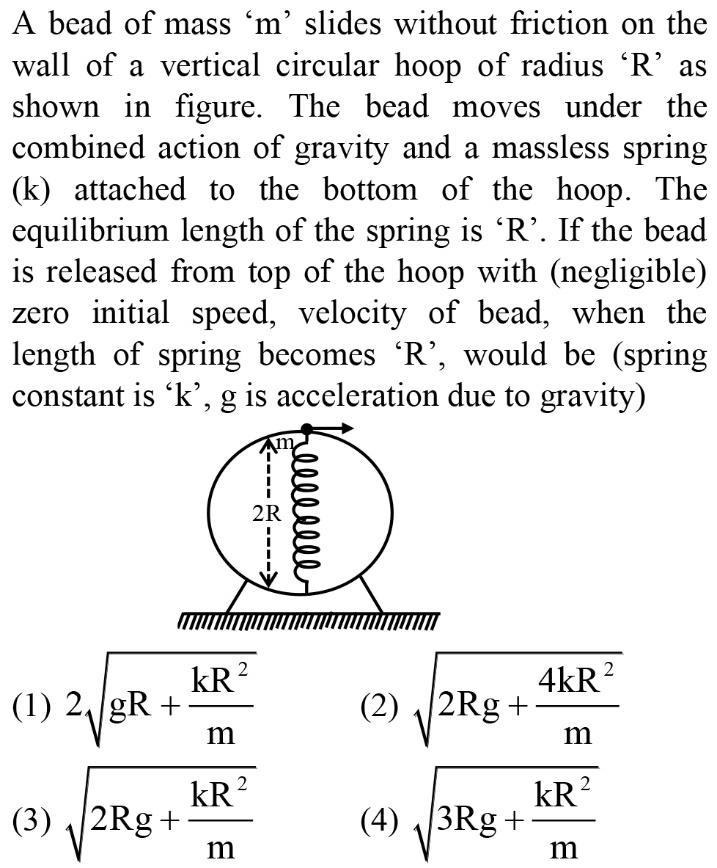 A bead of mass ‘m’ slides without friction on the
wall of a vertical circular hoop of radius ‘R’ as
shown in figure. The bead moves under the
combined action of gravity and a massless spring
(k) attached to the bottom of the hoop. The
equilibrium length of the spring is ‘R’. If the bead
is released from top of the hoop with (negligible)
zero initial speed, velocity of bead, when the
length of spring becomes ‘R’, would be (spring
constant is ‘k’, g is acceleration due to gravity)
m
2R
(1) 2√(gR + kR²/m) (2) √(2Rg + 4kR²/m)
(3) √(2Rg + kR²/m) (4) √(3Rg + kR²/m)